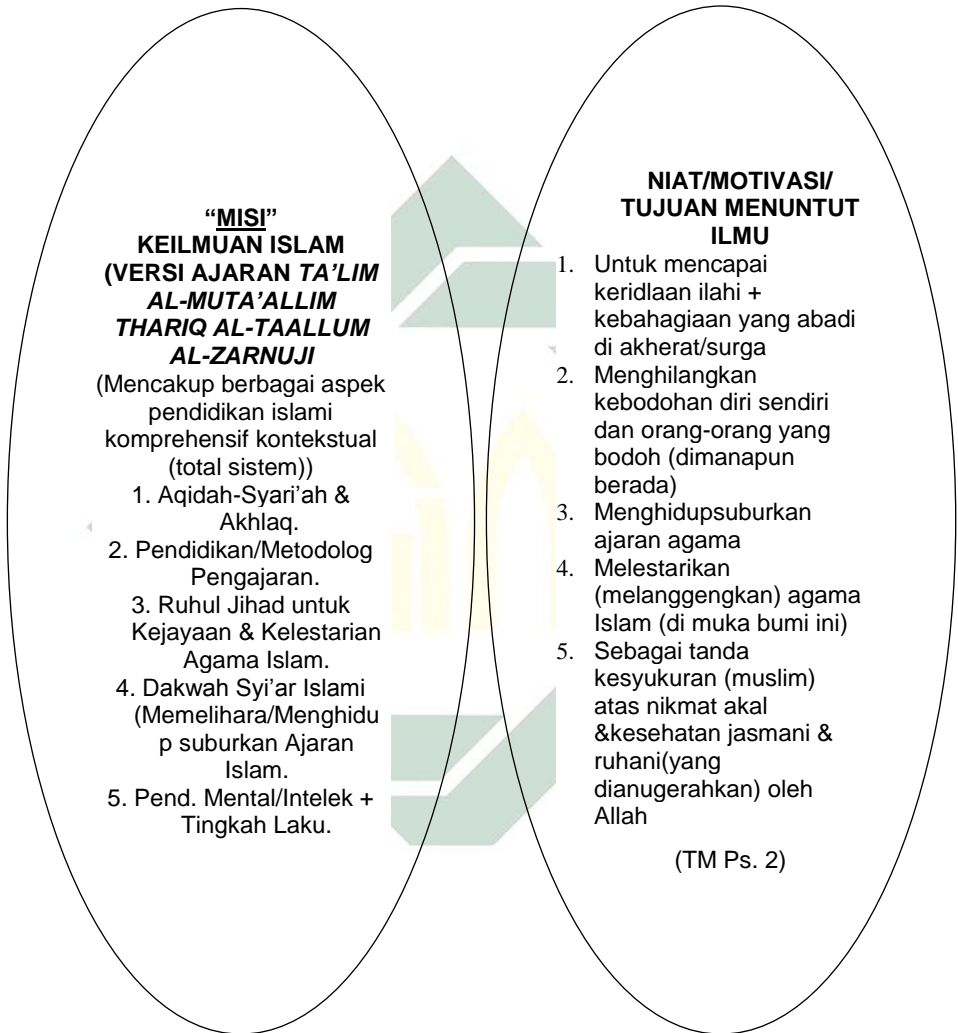 “MISI”
KEILMUAN ISLAM
(VERSI AJARAN TA’LIM
AL-MUTA’ALLIM
THARIQ AL-TAALLUM
AL-ZARNUJI
(Mencakup berbagai aspek
pendidikan islami
komprehensif kontekstual
(total sistem))
1. Aqidah-Syari’ah &
Akhlaq.
2. Pendidikan/Metodolog
Pengajaran.
3. Ruhul Jihad untuk
Kejayaan & Kelestarian
Agama Islam.
4. Dakwah Syi’ar Islami
(Memelihara/Menghidu
p suburkan Ajaran
Islam.
5. Pend. Mental/Intelek +
Tingkah Laku.
NIAT/MOTIVASI/
TUJUAN MENUNTUT
ILMU
1. Untuk mencapai
keridlaan ilahi +
kebahagiaan yang abadi
di akherat/surga
2. Menghilangkan
kebodohan diri sendiri
dan orang-orang yang
bodoh (dimanapun
berada)
3. Menghidupsuburkan
ajaran agama
4. Melestarikan
(melanggengkan) agama
Islam (di muka bumi ini)
5. Sebagai tanda
kesyukuran (muslim)
atas nikmat akal
&kesehatan jasmani &
ruhani(yang
dianugerahkan) oleh
Allah
(TM Ps. 2)